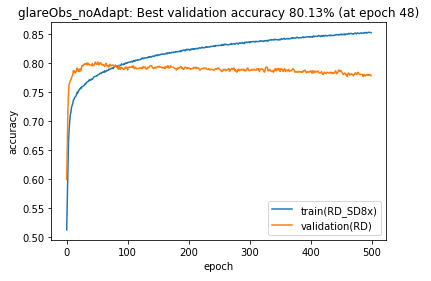 glareObs_noAdapt: Best validation accuracy 80.13% (at epoch 48)
0.85
0.80
0.75
0.70
0.65
0.60
0.55
0.50
accuracy
train(RD_SD8x)
validation(RD)
0 100 200 300 400 500
epoch